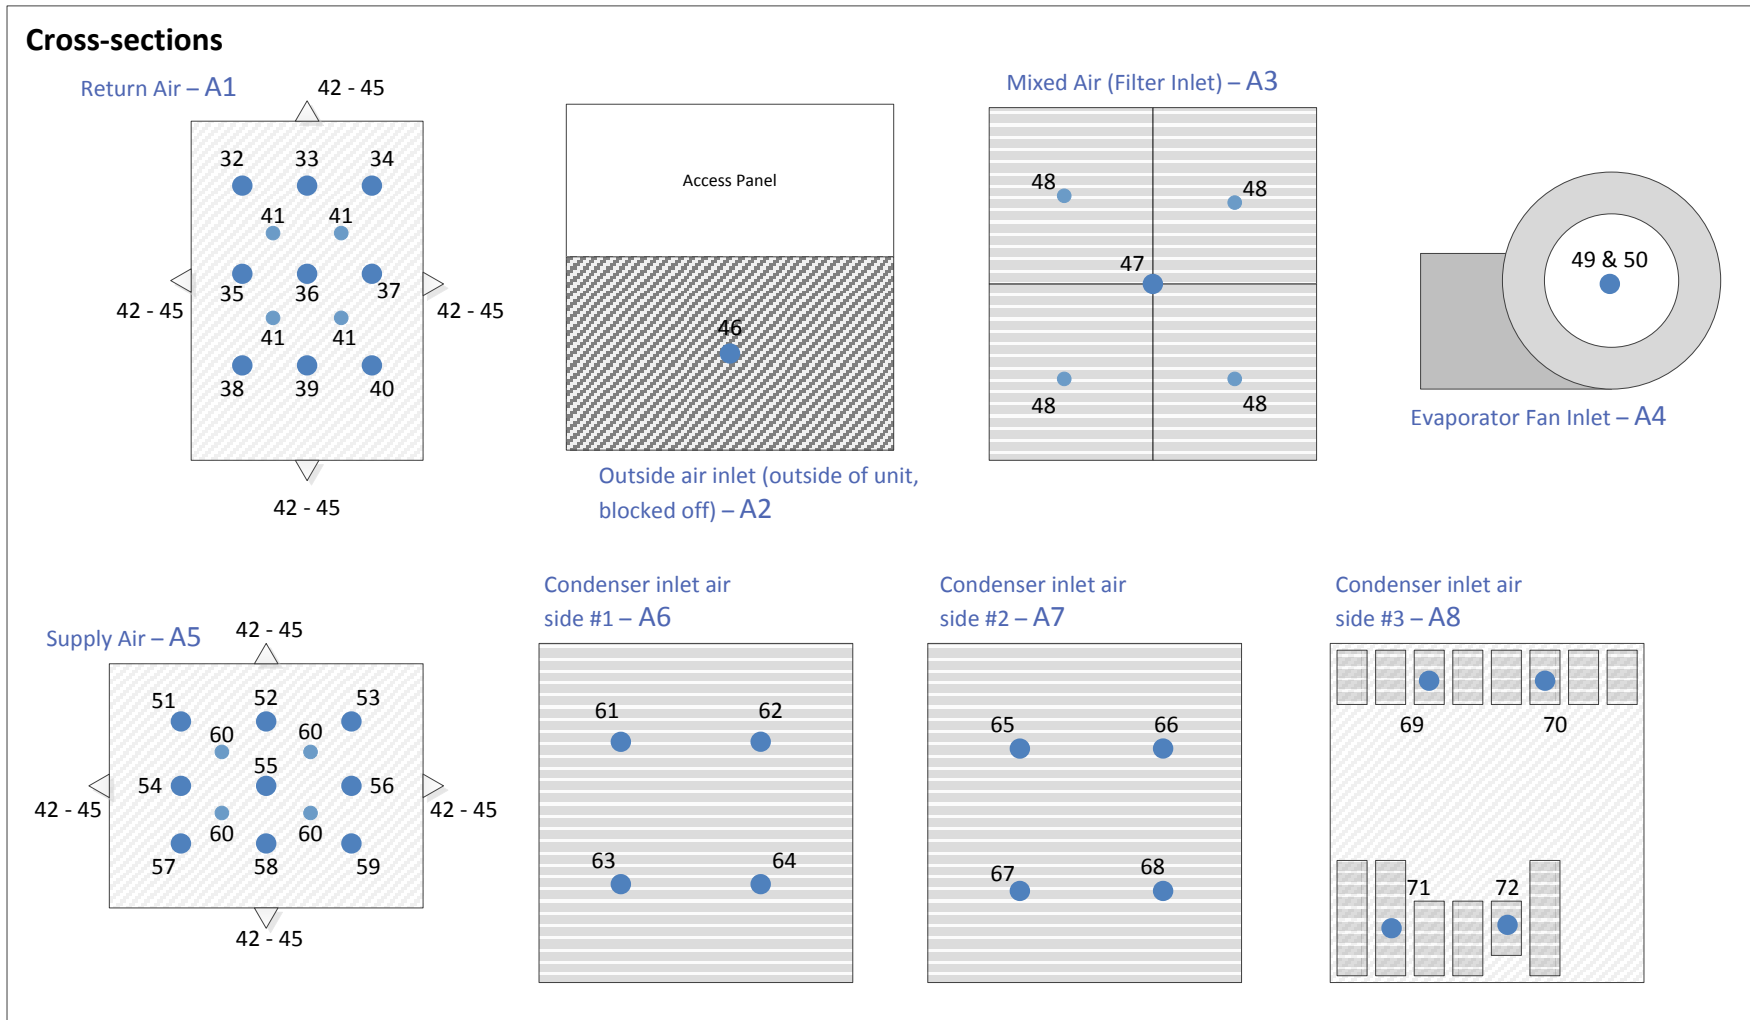 Cross-sections
Return Air – A1
42 - 45
32 33 34
41 41
35 36 37
42 - 45 42 - 45
41 41
38 39 40
42 - 45
Access Panel
46
Outside air inlet (outside of unit,
blocked off) – A2
Mixed Air (Filter Inlet) – A3
48 48
47
48 48
49 & 50
Evaporator Fan Inlet – A4
Supply Air – A5
42 - 45
51 52 53
60 60
54 55 56
42 - 45 42 - 45
60 60
57 58 59
42 - 45
Condenser inlet air
side #1 – A6
61 62
63 64
Condenser inlet air
side #2 – A7
65 66
67 68
Condenser inlet air
side #3 – A8
69 70
71 72